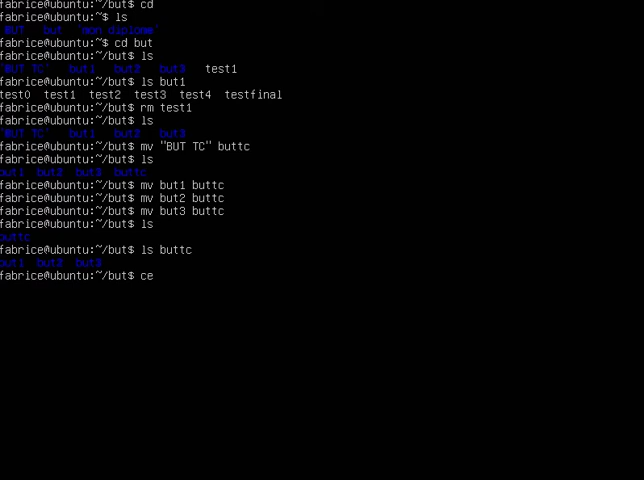 fabrice@ubuntu:~/but$ cd
fabrice@ubuntu:~$ ls
BUT but 'mon diplome'
fabrice@ubuntu:~$ cd but
fabrice@ubuntu:~/but$ ls
'BUT TC' but1 but2 but3 test1
fabrice@ubuntu:~/but$ ls but1
test0 test1 test2 test3 test4 testfinal
fabrice@ubuntu:~/but$ rm test1
fabrice@ubuntu:~/but$ ls
'BUT TC' but1 but2 but3
fabrice@ubuntu:~/but$ mv "BUT TC" buttc
fabrice@ubuntu:~/but$ ls
but1 but2 but3 buttc
fabrice@ubuntu:~/but$ mv but1 buttc
fabrice@ubuntu:~/but$ mv but2 buttc
fabrice@ubuntu:~/but$ mv but3 buttc
fabrice@ubuntu:~/but$ ls
buttc
fabrice@ubuntu:~/but$ ls buttc
but1 but2 but3
fabrice@ubuntu:~/but$ ce